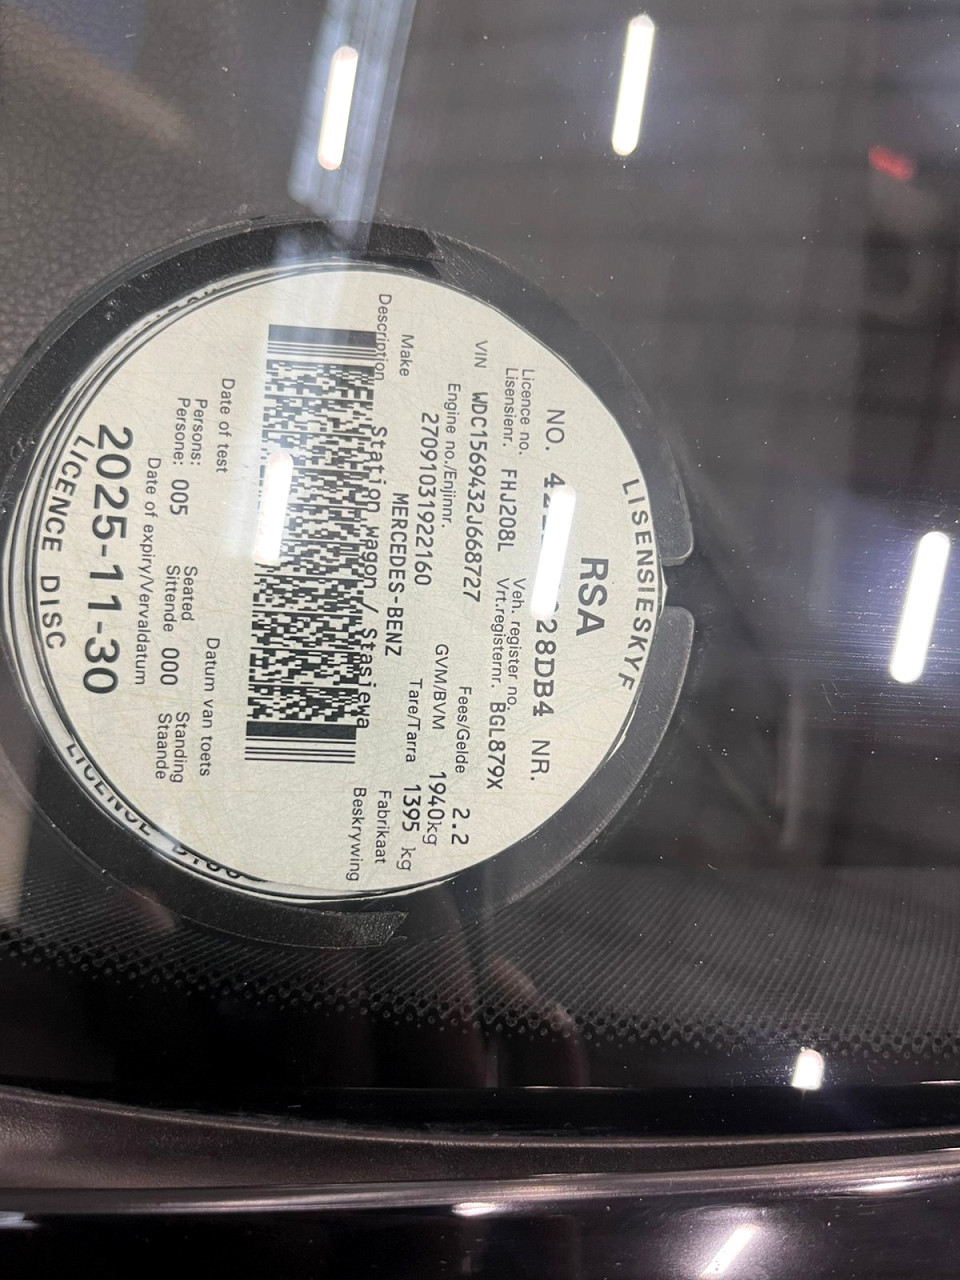 LISENSIESKYF
RSA
NO. 28DB4 NR.
Licence no.
Lisensienr. FHJ208L
Veh. register no.
Vrt.registernr. BGL879X
VIN WDC1569432J668727
Engine no./Enjinnr.
27091031922160
Fees/Gelde 2.2
GVM/BVM 1940kg
Tare/Tarra 1395 kg
Make MERCEDES-BENZ Fabrikaat
Description Station wagon / Stasiewa Beskrywing
Date of test Datum van toets
Persons:
Persone: 005
Seated
Sittende 000
Standing
Staande
Date of expiry/Vervaldatum
2025-11-30
LICENCE DISC
LICENCE